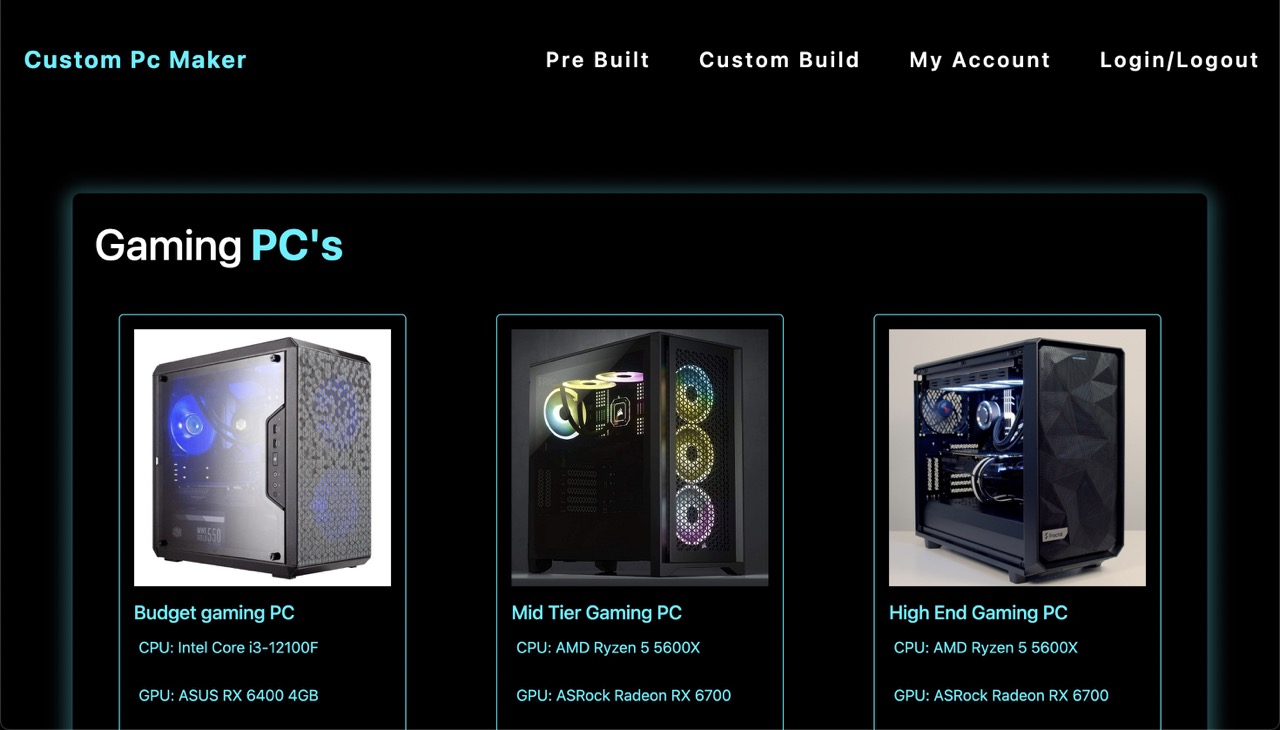 Custom Pc Maker
Pre Built
Custom Build
My Account
Login/Logout
Gaming PC's
Budget gaming PC
CPU: Intel Core i3-12100F
GPU: ASUS RX 6400 4GB
Mid Tier Gaming PC
CPU: AMD Ryzen 5 5600X
GPU: ASRock Radeon RX 6700
High End Gaming PC
CPU: AMD Ryzen 5 5600X
GPU: ASRock Radeon RX 6700